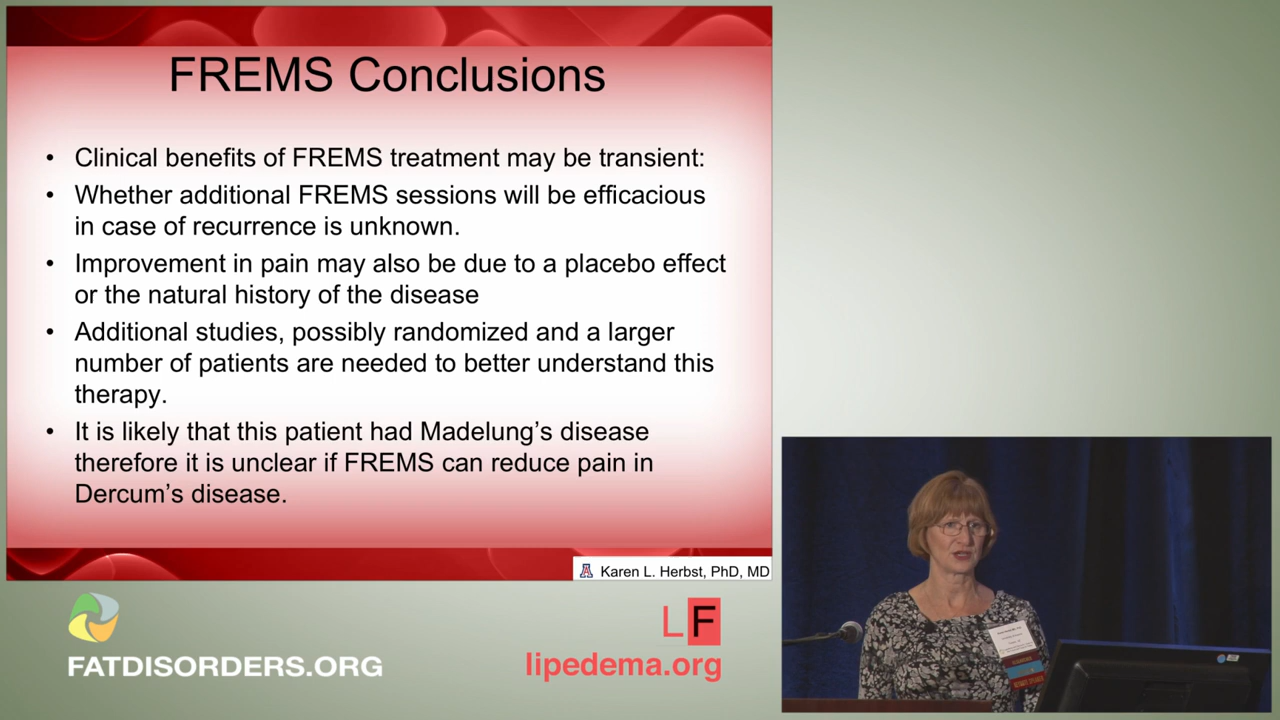 FREMS Conclusions
• Clinical benefits of FREMS treatment may be transient:
• Whether additional FREMS sessions will be efficacious
in case of recurrence is unknown.
• Improvement in pain may also be due to a placebo effect
or the natural history of the disease
• Additional studies, possibly randomized and a larger
number of patients are needed to better understand this
therapy.
• It is likely that this patient had Madelung's disease
therefore it is unclear if FREMS can reduce pain in
Dercum's disease.
A Karen L. Herbst, PhD, MD
FATDISORDERS.ORG
LF
lipedema.org